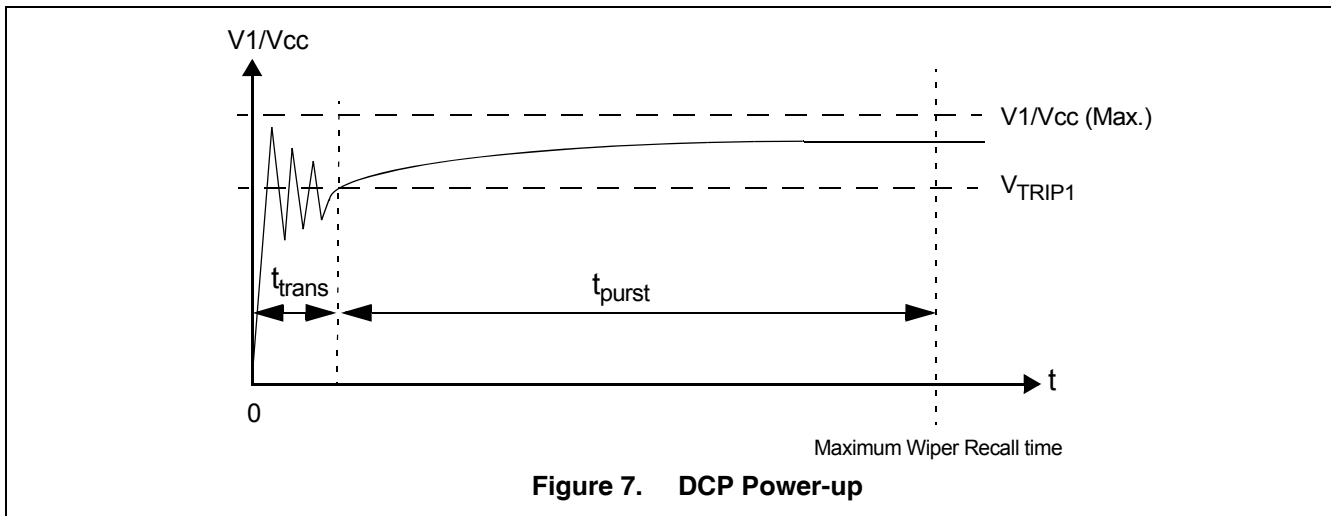 V1/Vcc
V1/Vcc (Max.)
VTRIP1
ttrans
tpurst
t
0
Maximum Wiper Recall time
Figure 7. DCP Power-up